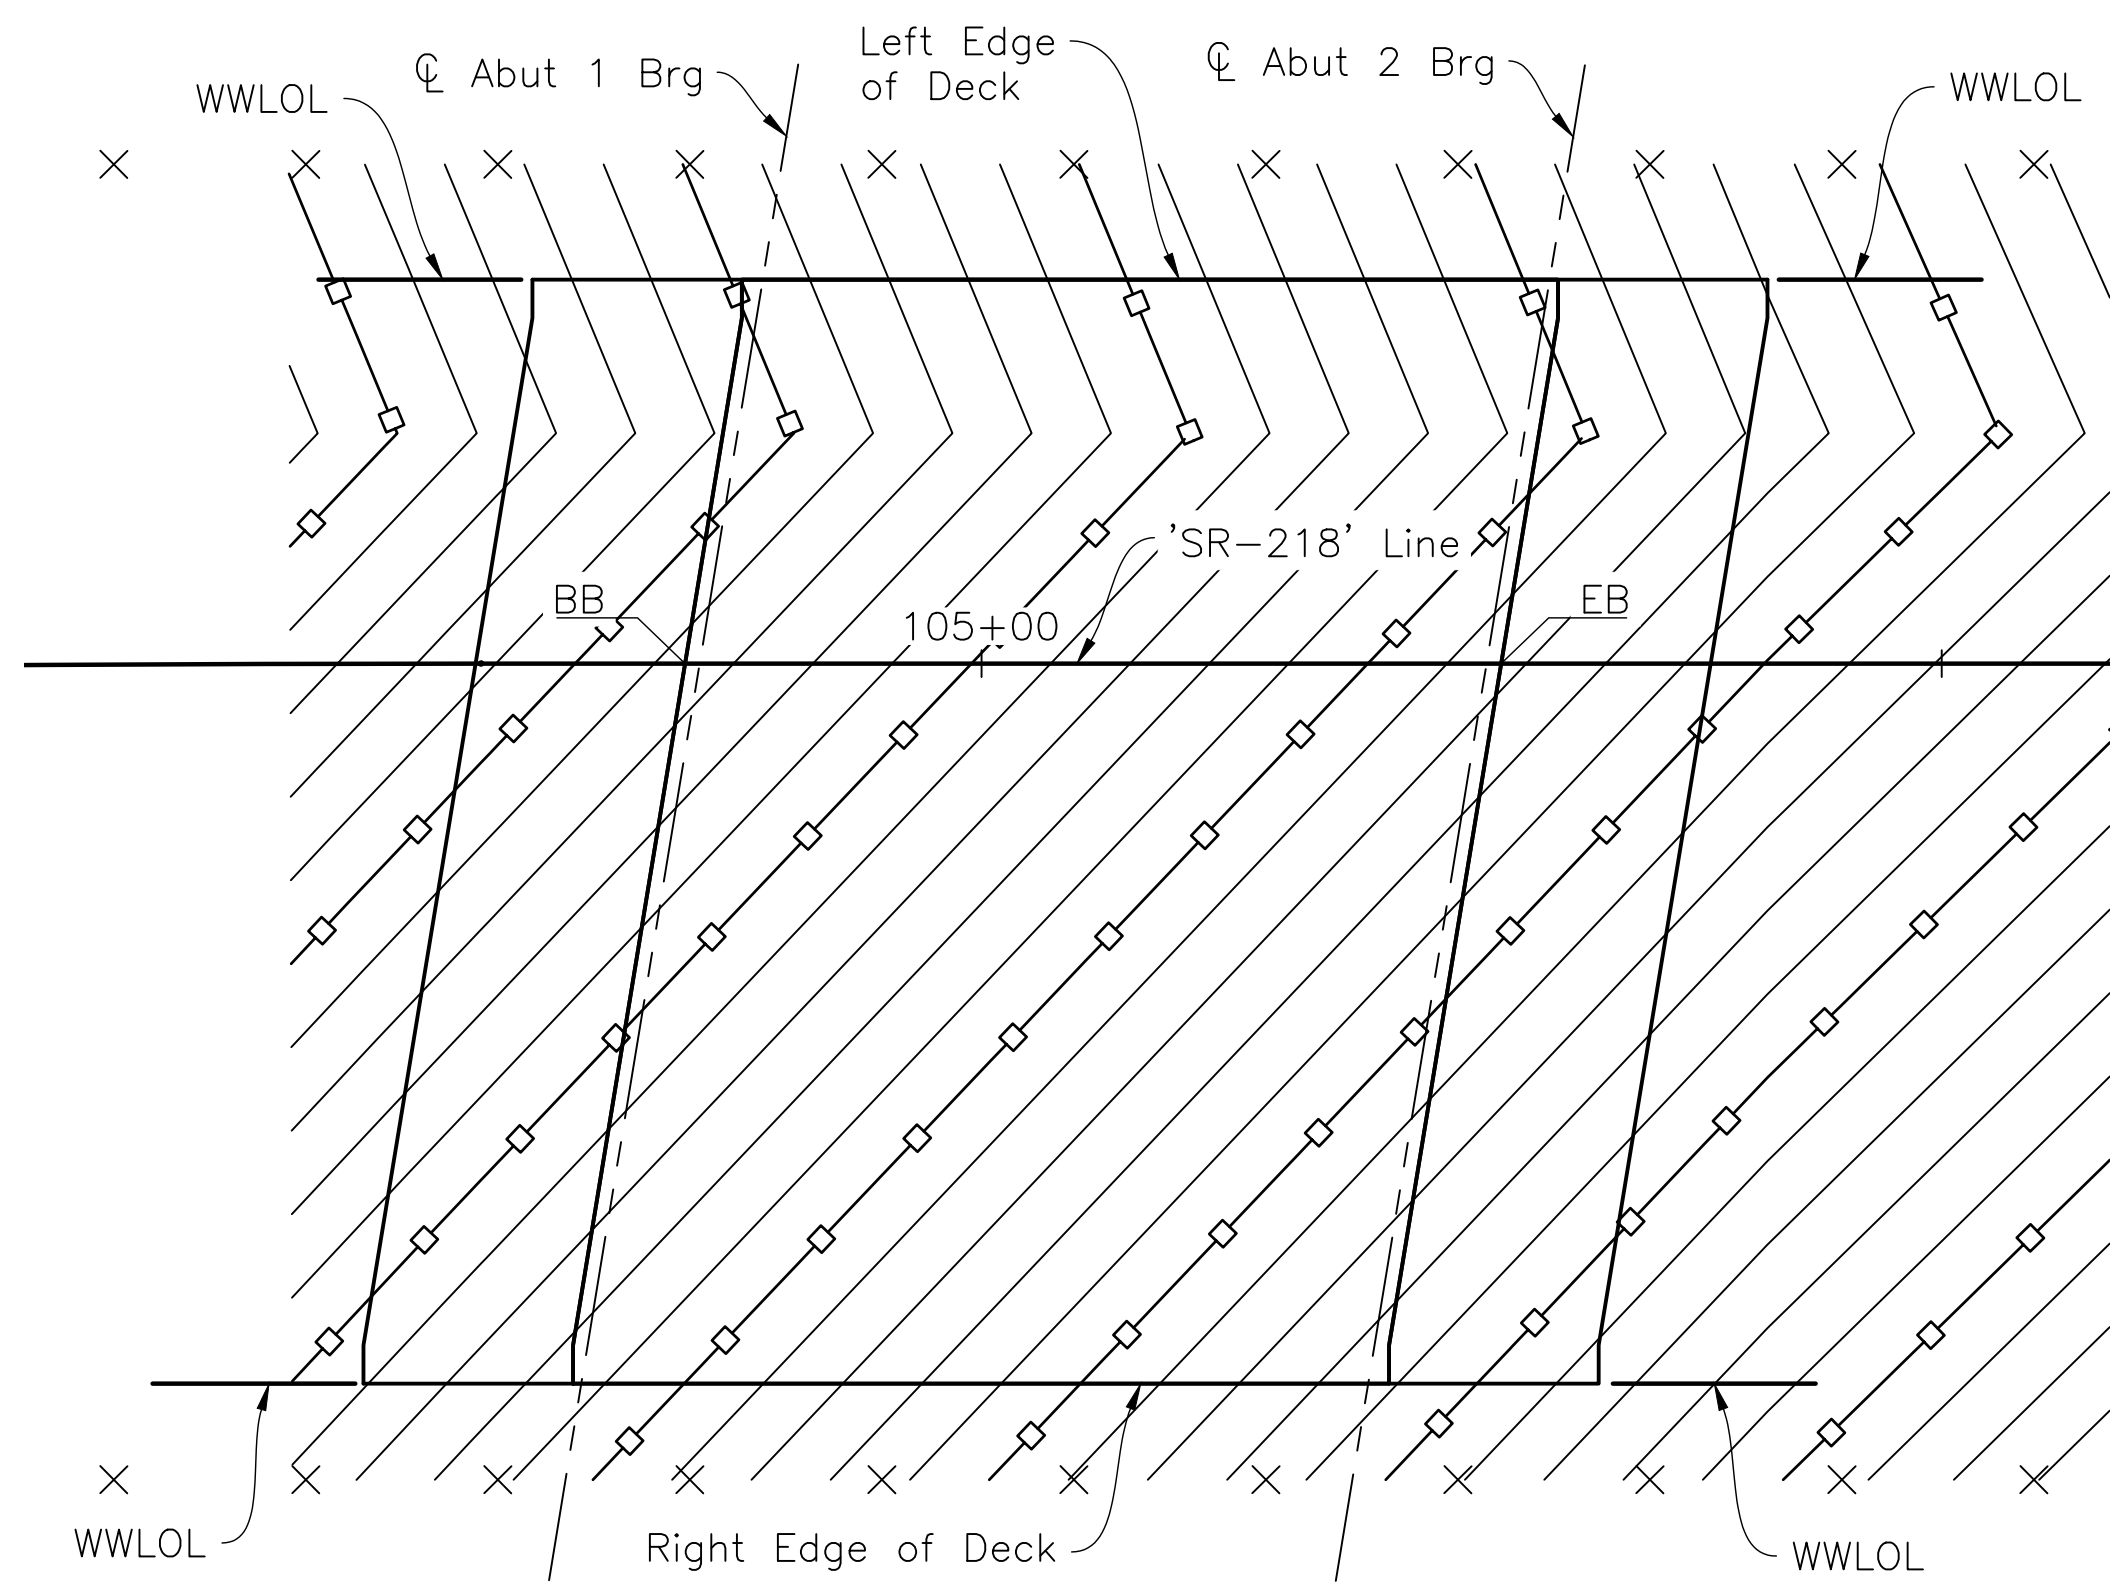 Left Edge
of Deck
℄ Abut 1 Brg
℄ Abut 2 Brg
WWLOL
WWLOL
'SR-218' Line
BB
105+00
EB
WWLOL
Right Edge of Deck
WWLOL